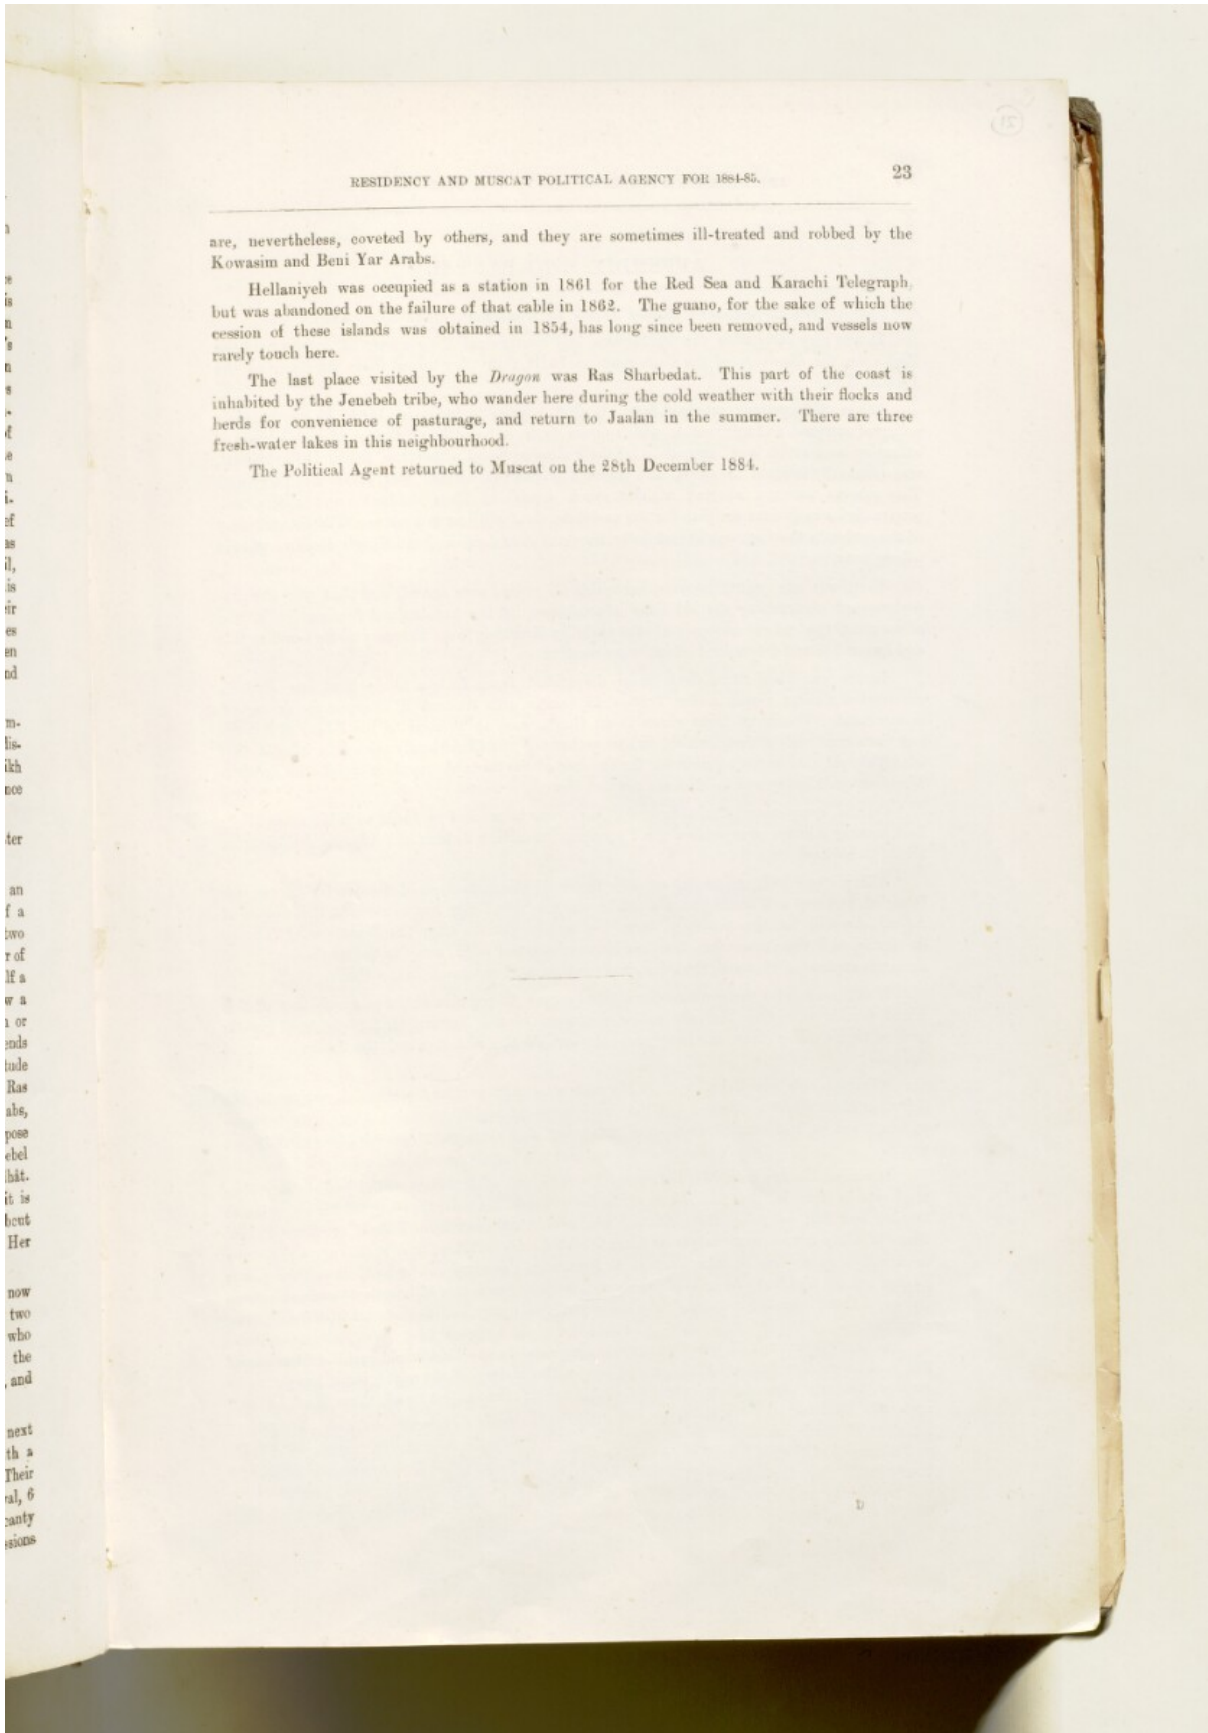 RESIDENCY AND MUSCAT POLITICAL AGENCY FOR 1884-85.
23
are, nevertheless, coveted by others, and they are sometimes ill-treated and robbed by the
Kowasim and Beni Yar Arabs.
Hellaniyeh was occupied as a station in 1861 for the Red Sea and Karachi Telegraph,
but was abandoned on the failure of that cable in 1862. The guano, for the sake of which the
cession of these islands was obtained in 1854, has long since been removed, and vessels now
rarely touch here.
The last place visited by the Dragon was Ras Sharbedat. This part of the coast is
inhabited by the Jenebeh tribe, who wander here during the cold weather with their flocks and
herds for convenience of pasturage, and return to Jaalan in the summer. There are three
fresh-water lakes in this neighbourhood.
The Political Agent returned to Muscat on the 28th December 1884.
D